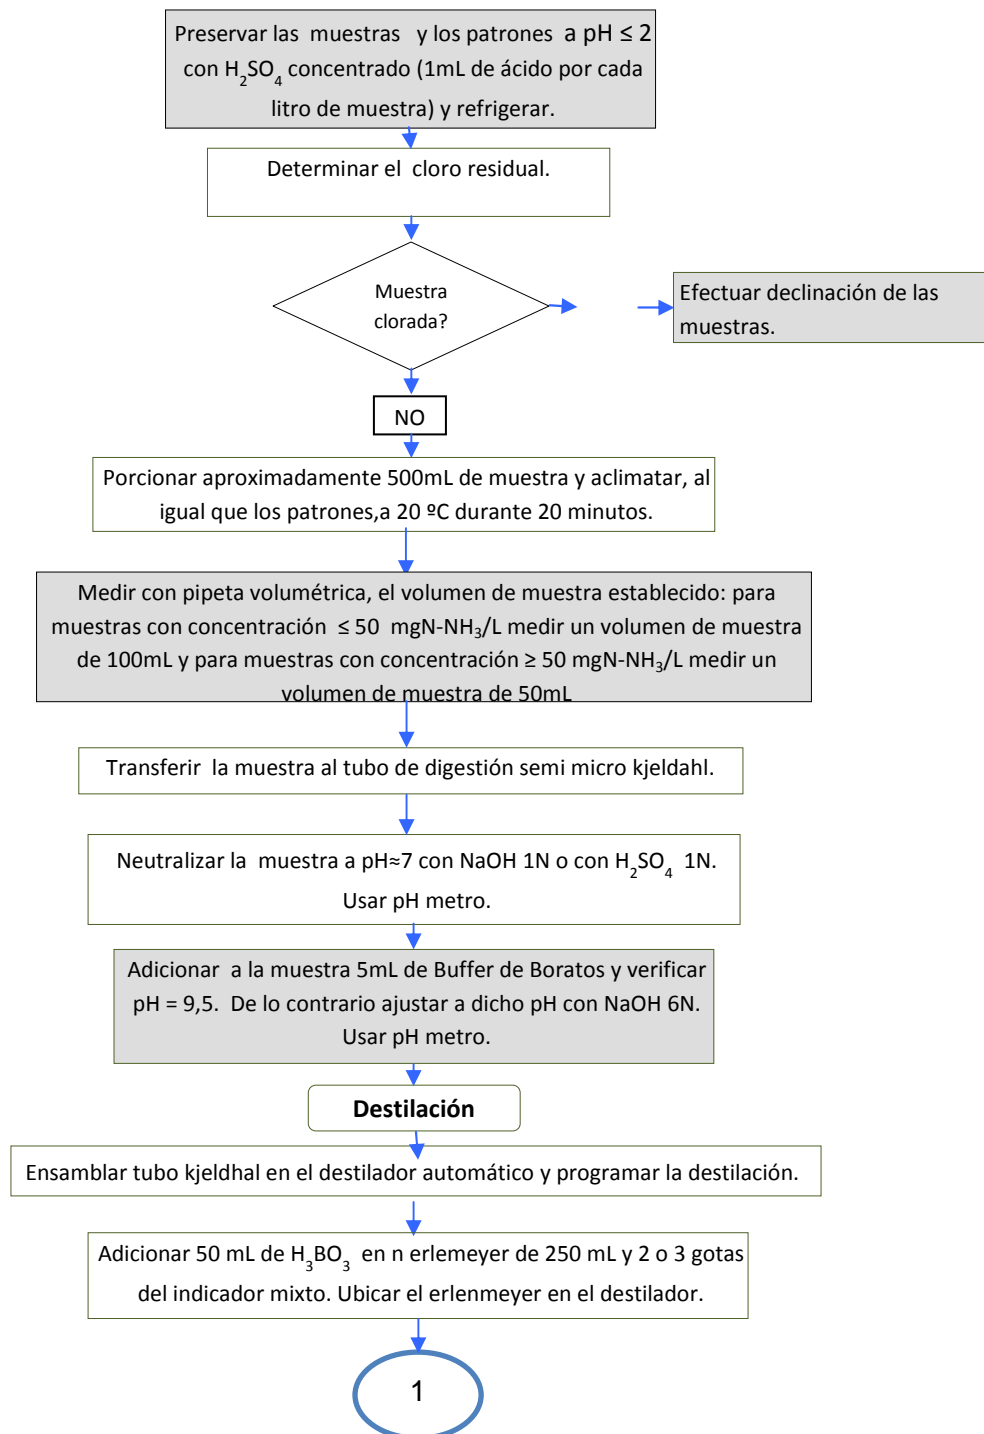 Preservar las muestras y los patrones a pH ≤ 2
con H₂SO₄ concentrado (1mL de ácido por cada
litro de muestra) y refrigerar.
Determinar el cloro residual.
Muestra
clorada?
Efectuar declinación de las
muestras.
NO
Porcionar aproximadamente 500mL de muestra y aclimatar, al
igual que los patrones,a 20 ºC durante 20 minutos.
Medir con pipeta volumétrica, el volumen de muestra establecido: para
muestras con concentración ≤ 50 mgN-NH₃/L medir un volumen de muestra
de 100mL y para muestras con concentración ≥ 50 mgN-NH₃/L medir un
volumen de muestra de 50mL
Transferir la muestra al tubo de digestión semi micro kjeldahl.
Neutralizar la muestra a pH≈7 con NaOH 1N o con H₂SO₄ 1N.
Usar pH metro.
Adicionar a la muestra 5mL de Buffer de Boratos y verificar
pH = 9,5. De lo contrario ajustar a dicho pH con NaOH 6N.
Usar pH metro.
Destilación
Ensamblar tubo kjeldhal en el destilador automático y programar la destilación.
Adicionar 50 mL de H₃BO₃ en n erlemeyer de 250 mL y 2 o 3 gotas
del indicador mixto. Ubicar el erlenmeyer en el destilador.
1